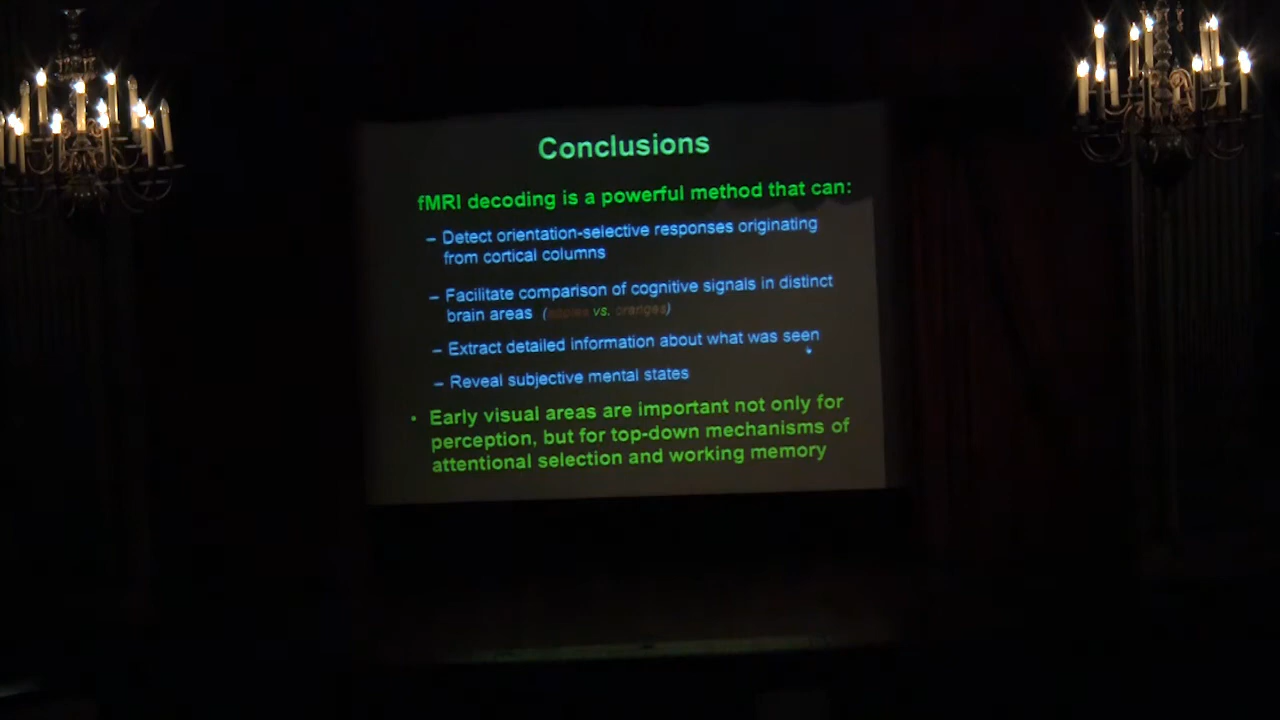 Conclusions
fMRI decoding is a powerful method that can:
– Detect orientation-selective responses originating
from cortical columns
– Facilitate comparison of cognitive signals in distinct
brain areas (apples vs. oranges)
– Extract detailed information about what was seen
– Reveal subjective mental states
• Early visual areas are important not only for
perception, but for top-down mechanisms of
attentional selection and working memory